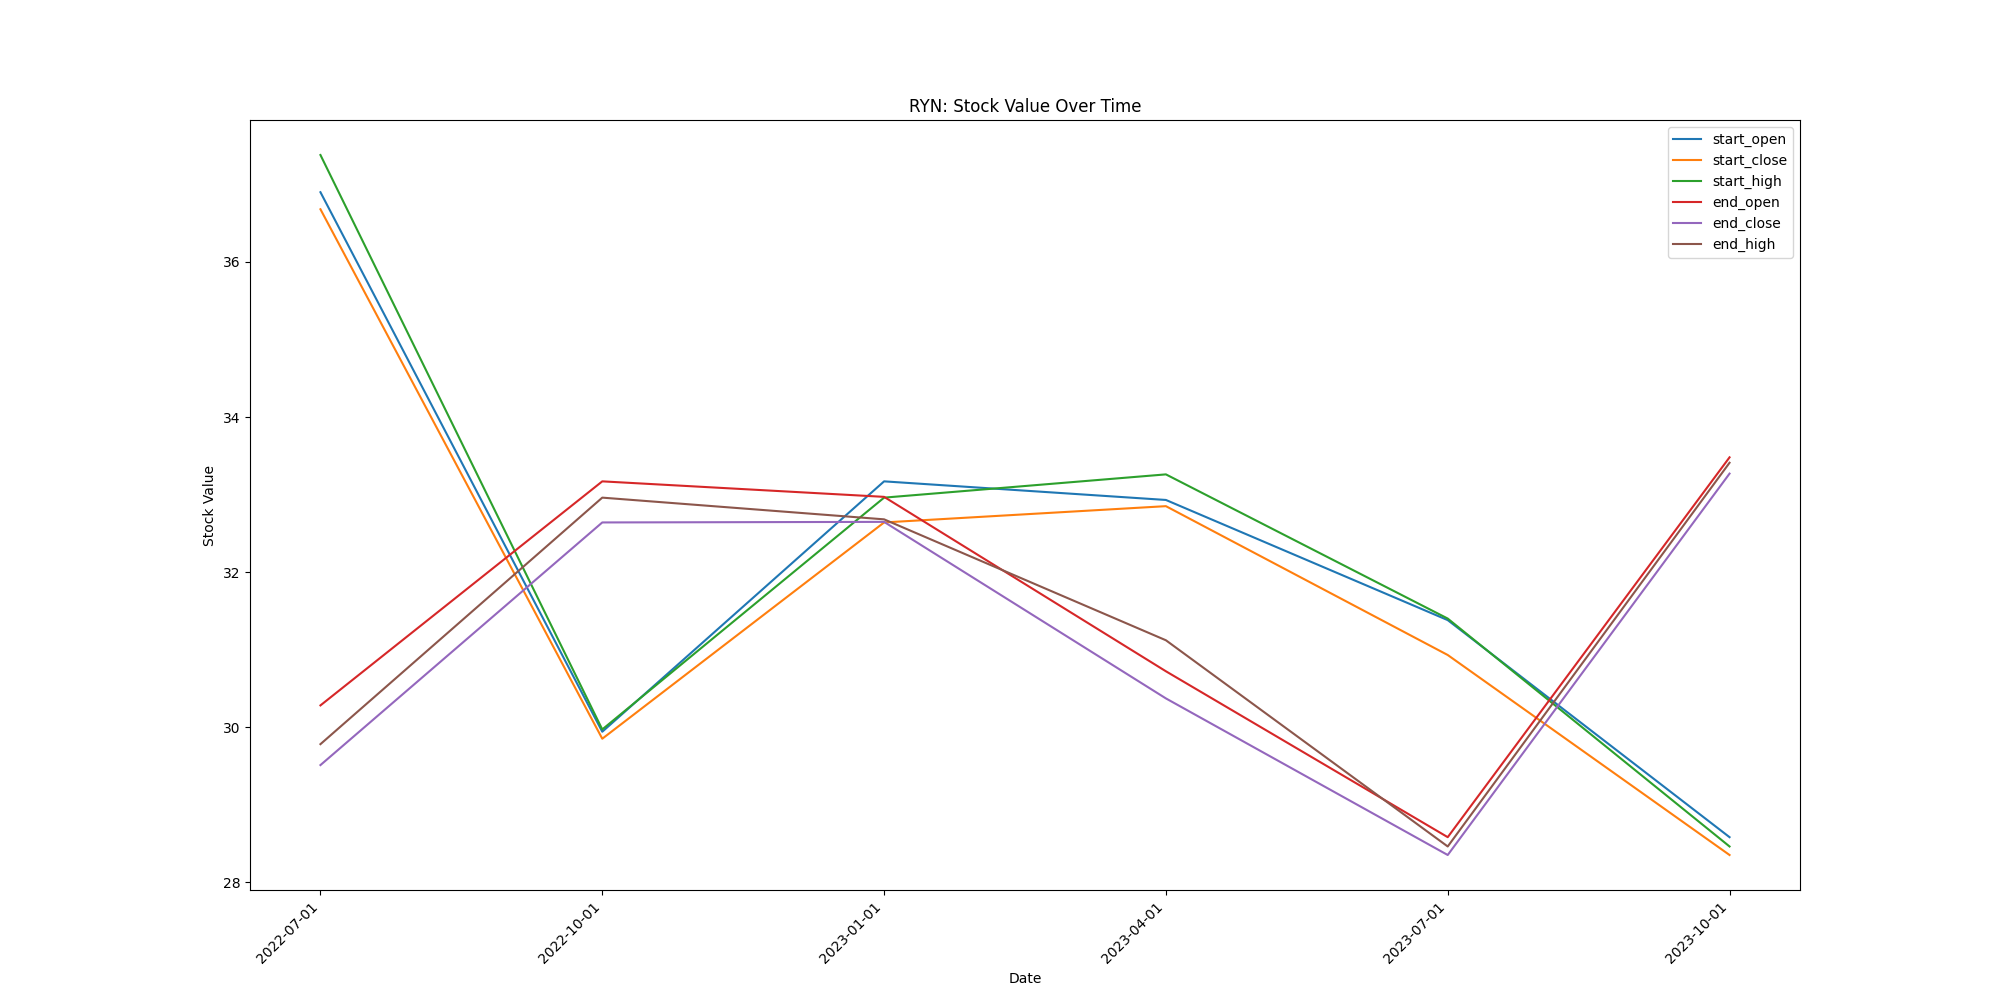 RYN: Stock Value Over Time
start_open
start_close
start_high
end_open
end_close
end_high
Stock Value
36
34
32
30
28
2022-07-01
2022-10-01
2023-01-01
2023-04-01
2023-07-01
2023-10-01
Date